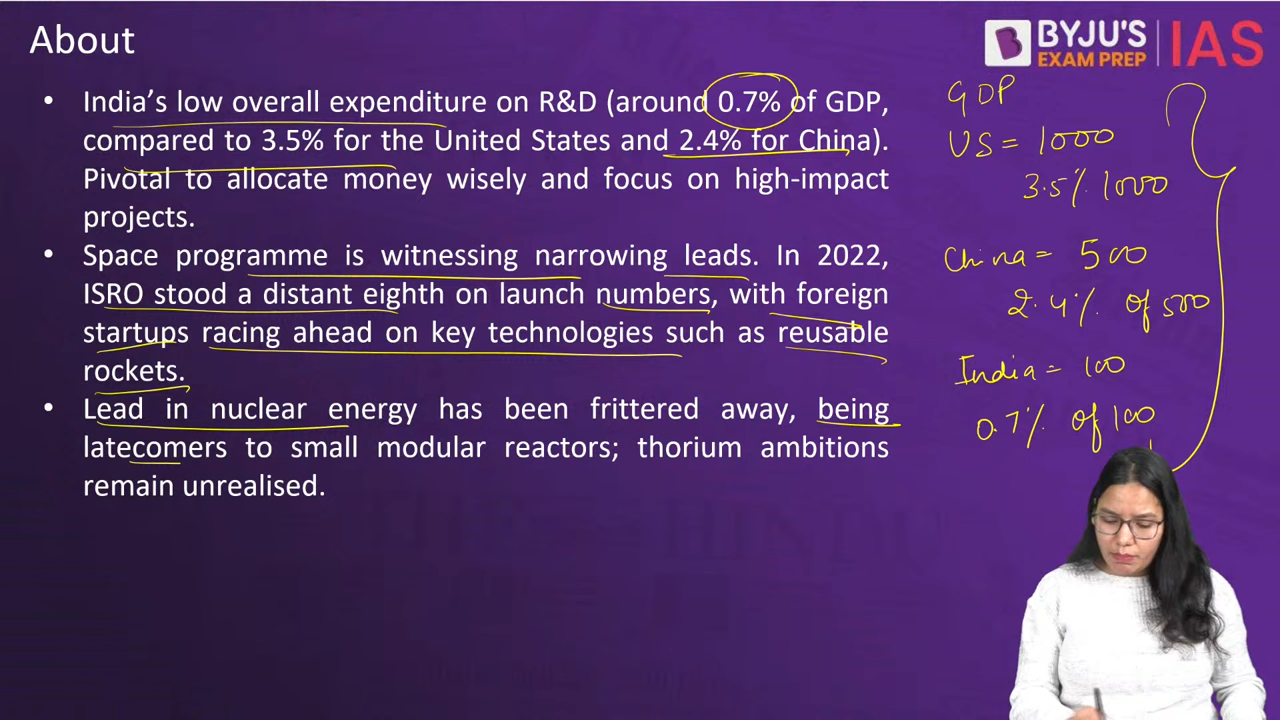 About
BYJU'S
EXAM PREP
IAS
• India's low overall expenditure on R&D (around 0.7% of GDP,
compared to 3.5% for the United States and 2.4% for China).
Pivotal to allocate money wisely and focus on high-impact
projects.
• Space programme is witnessing narrowing leads. In 2022,
ISRO stood a distant eighth on launch numbers, with foreign
startups racing ahead on key technologies such as reusable
rockets.
• Lead in nuclear energy has been frittered away, being
latecomers to small modular reactors; thorium ambitions
remain unrealised.
GDP
US = 1000
3.5% 1000
China = 500
2.4% of 500
India = 100
0.7% of 100